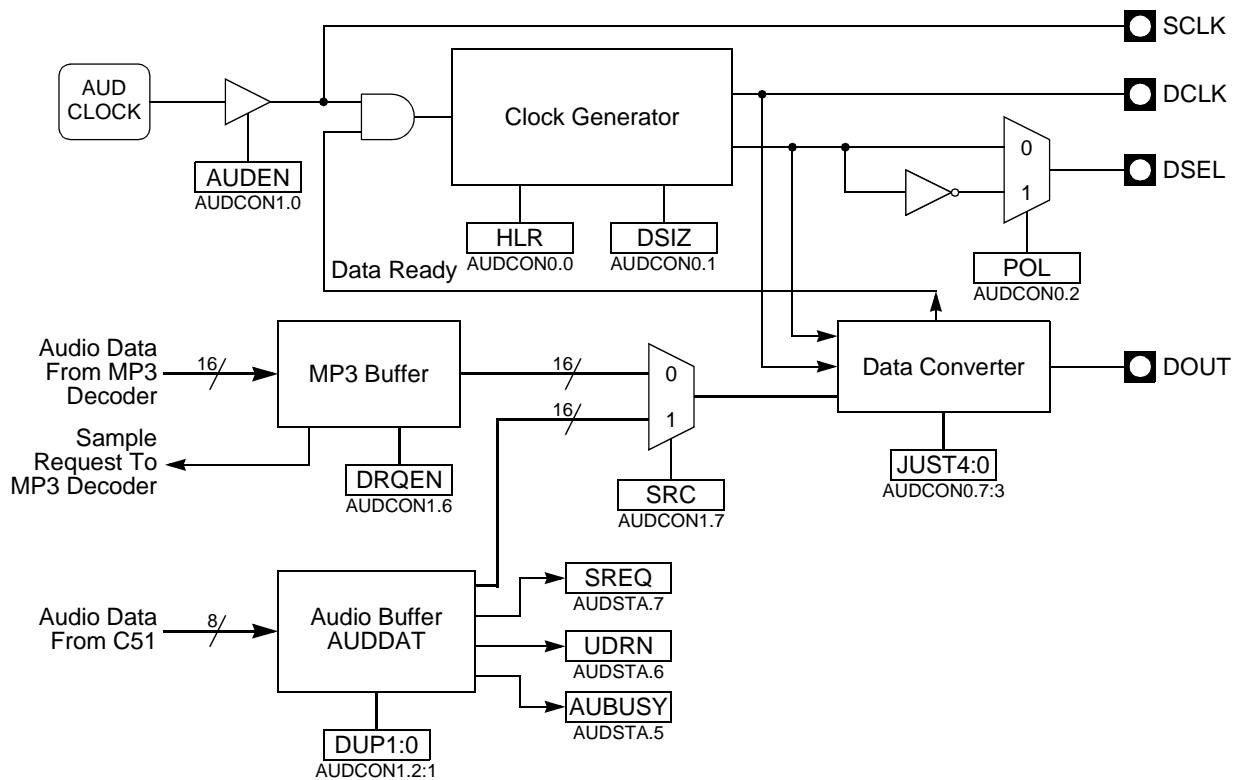 SCLK
AUD
CLOCK
Clock Generator
DCLK
0
1
DSEL
AUDEN
AUDCON1.0
HLR
AUDCON0.0
DSIZ
AUDCON0.1
POL
AUDCON0.2
Data Ready
Audio Data
From MP3
Decoder
16
MP3 Buffer
16
16
0
1
Data Converter
DOUT
Sample
Request To
MP3 Decoder
DRQEN
AUDCON1.6
SRC
AUDCON1.7
JUST4:0
AUDCON0.7:3
Audio Data
From C51
8
Audio Buffer
AUDDAT
SREQ
AUDSTA.7
UDRN
AUDSTA.6
AUBUSY
AUDSTA.5
DUP1:0
AUDCON1.2:1